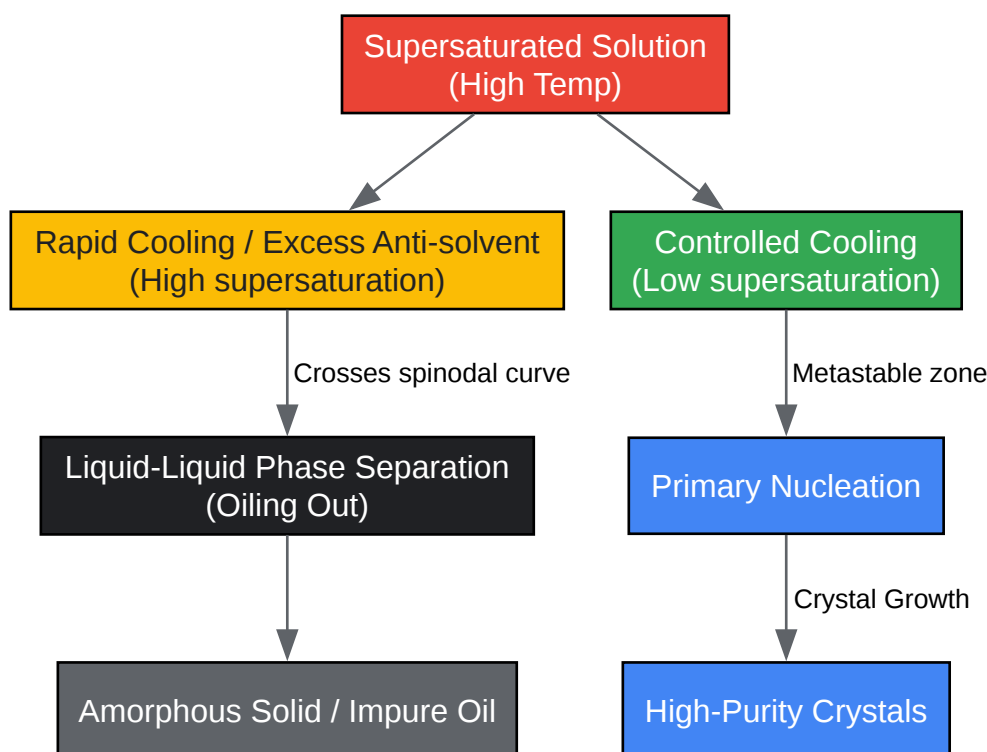 Supersaturated Solution
(High Temp)
Rapid Cooling / Excess Anti-solvent
(High supersaturation)
Controlled Cooling
(Low supersaturation)
Crosses spinodal curve
Metastable zone
Liquid-Liquid Phase Separation
(Oiling Out)
Primary Nucleation
Crystal Growth
Amorphous Solid / Impure Oil
High-Purity Crystals